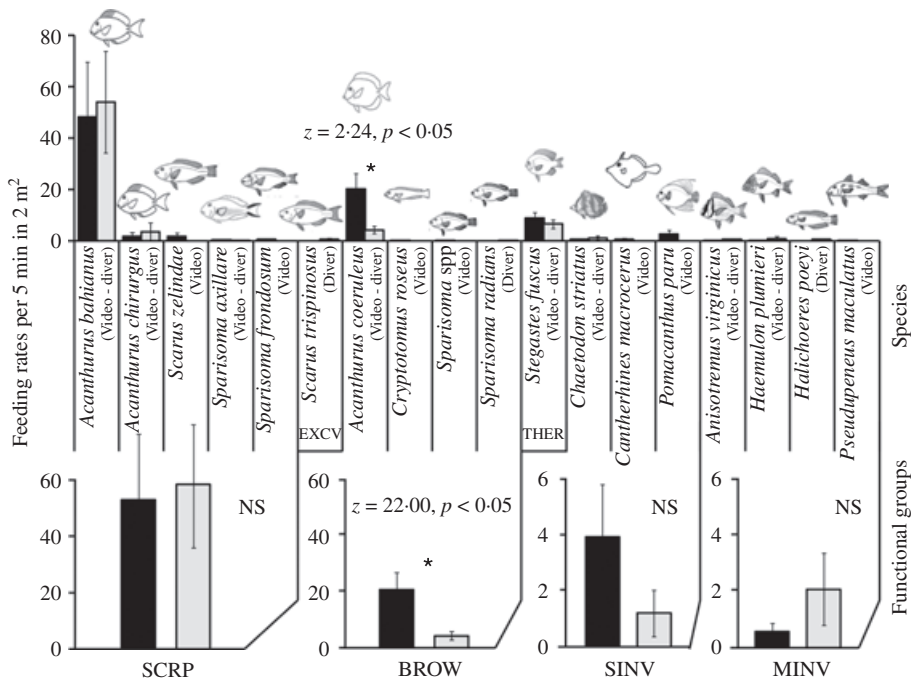 80
60
40
20
0
Feeding rates per 5 min in 2 m²
z = 2·24, p < 0·05
*
Acanthurus bahianus
(Video - diver)
Acanthurus chirurgus
(Video - diver)
Scarus zelindae
(Video)
Sparisoma axillare
(Video - diver)
Sparisoma frondosum
(Video)
Scarus trispinosus
(Diver)
EXCV
Acanthurus coeruleus
(Video - diver)
Cryptotomus roseus
(Video)
Sparisoma spp
(Video)
Sparisoma radians
(Diver)
Stegastes fuscus
(Video - diver)
THER
Chaetodon striatus
(Video - diver)
Cantherhines macrocerus
(Video)
Pomacanthus paru
(Video)
Anisotremus virginicus
(Video - diver)
Haemulon plumieri
(Video - diver)
Halichoeres poeyi
(Diver)
Pseudupeneus maculatus
(Video)
Species
60
40
20
0
NS
SCRP
60
40
20
0
z = 22·00, p < 0·05
*
BROW
6
4
2
0
NS
SINV
6
4
2
0
NS
MINV
Functional groups